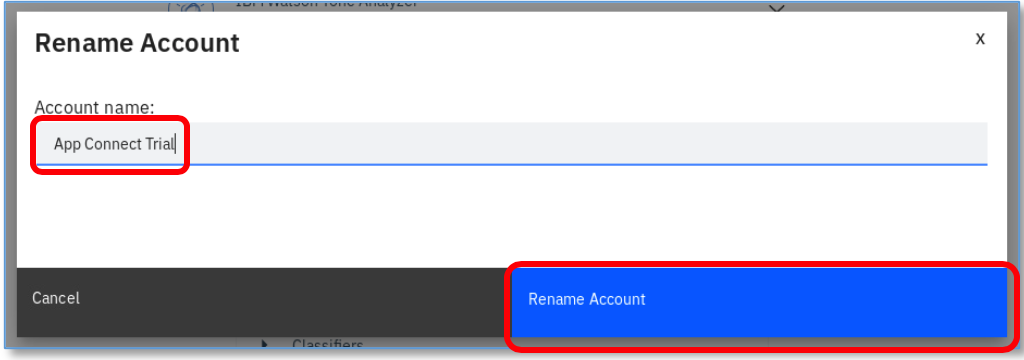 IBM Watson Tone Analyzer
Rename Account
x
Account name:
App Connect Trial
Cancel
Rename Account
Classifiers